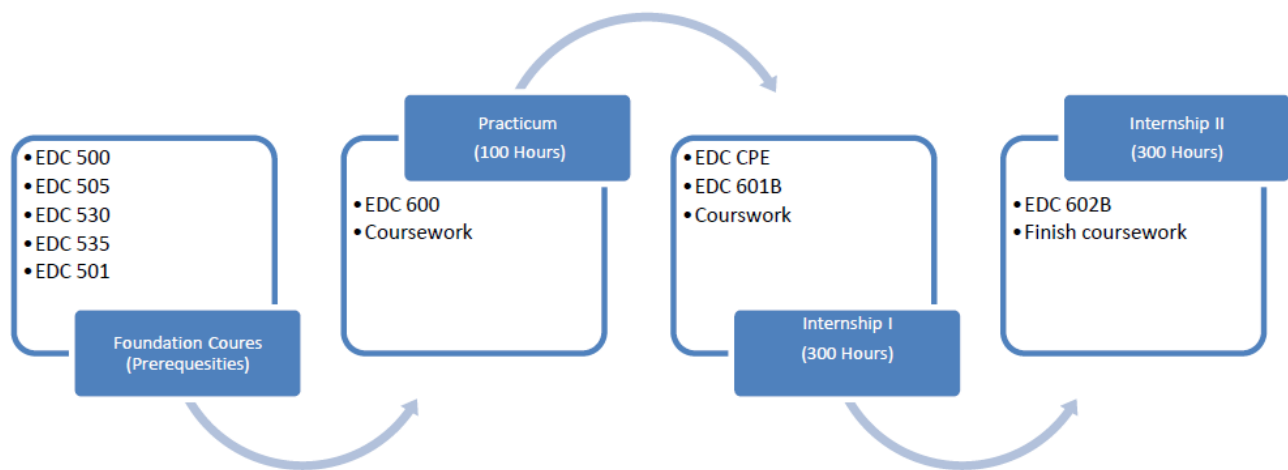 • EDC 500
• EDC 505
• EDC 530
• EDC 535
• EDC 501
Foundation Coures
(Prerequesities)
Practicum
(100 Hours)
• EDC 600
• Coursework
• EDC CPE
• EDC 601B
• Courswork
Internship I
(300 Hours)
Internship II
(300 Hours)
• EDC 602B
• Finish coursework